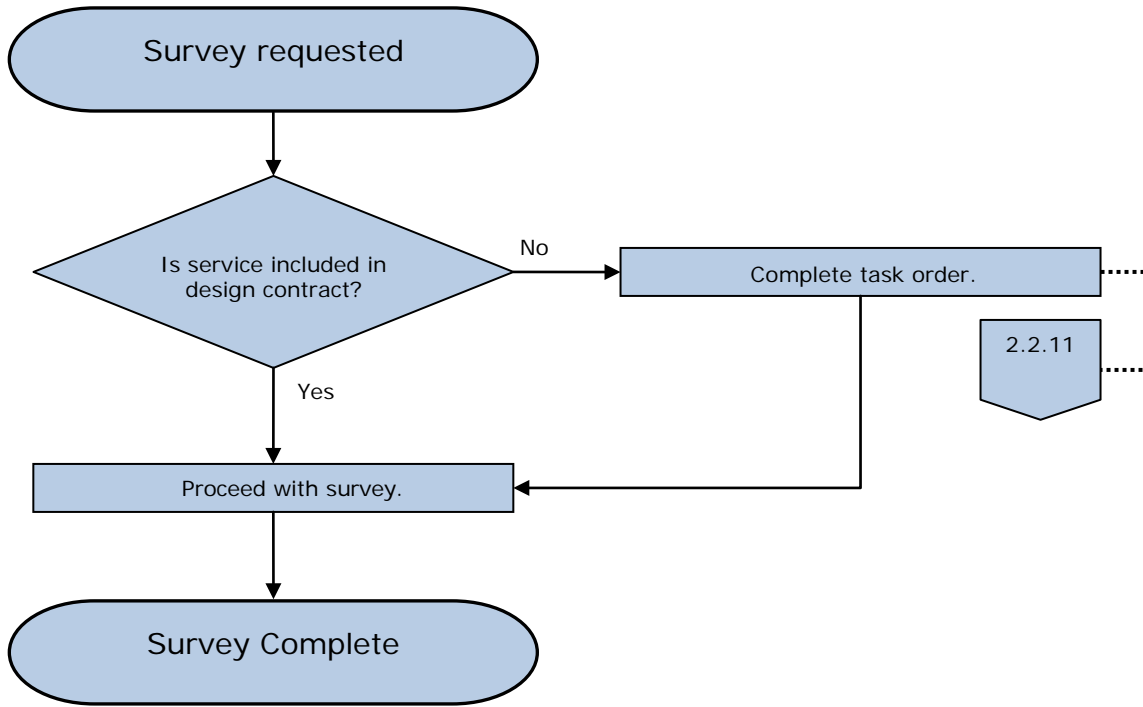 Survey requested
Is service included in
design contract?
No
Complete task order.
2.2.11
Yes
Proceed with survey.
Survey Complete